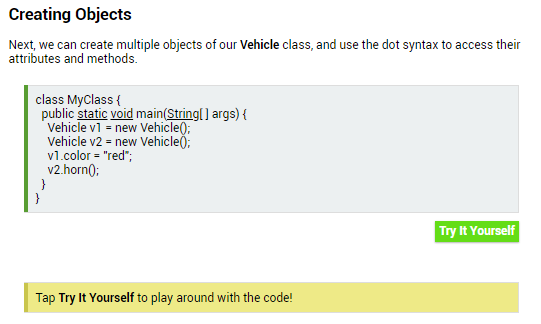 Creating Objects
Next, we can create multiple objects of our Vehicle class, and use the dot syntax to access their
attributes and methods.
class MyClass {
public static void main(String[ ] args) {
Vehicle v1 = new Vehicle();
Vehicle v2 = new Vehicle();
v1.color = "red";
v2.horn();
}
}
Try It Yourself
Tap Try It Yourself to play around with the code!